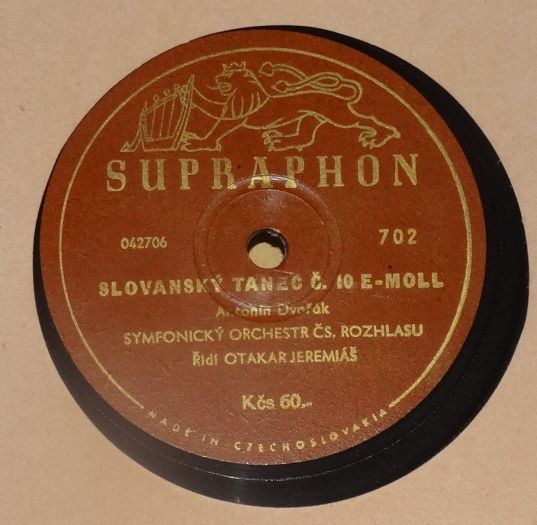 SUPRAPHON
042706 702
SLOVANSKÝ TANEC Č. 10 E-MOLL
Antonín Dvořák
SYMFONICKÝ ORCHESTR ČS. ROZHLASU
Řídí OTAKAR JEREMIÁŠ
Kčs 60.-
MADE IN CZECHOSLOVAKIA